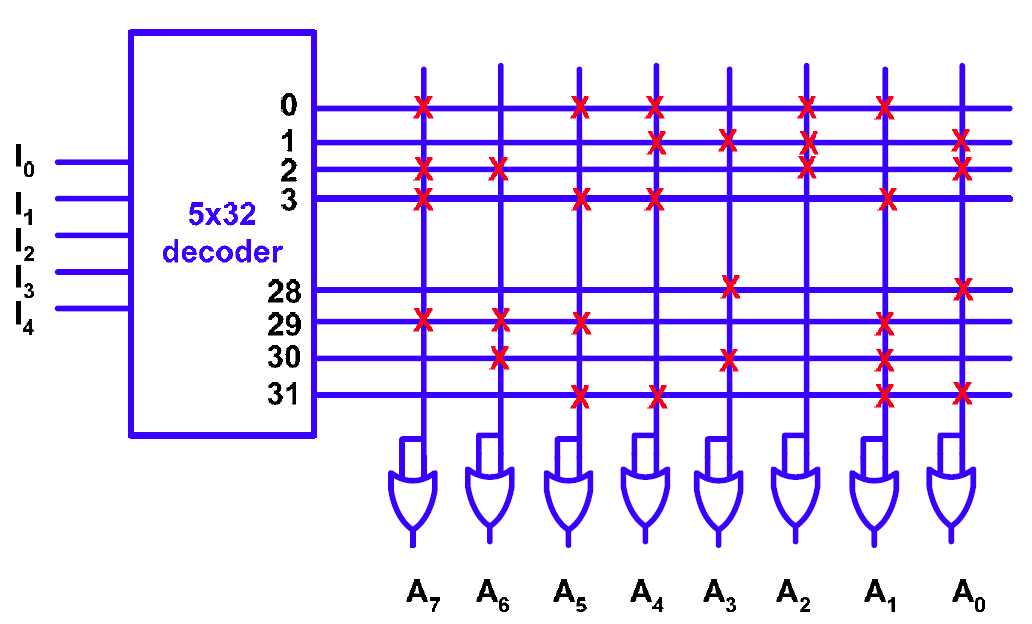 0
1
2
3
28
29
30
31
I₀
I₁
I₂
I₃
I₄
5x32
decoder
A₇ A₆ A₅ A₄ A₃ A₂ A₁ A₀